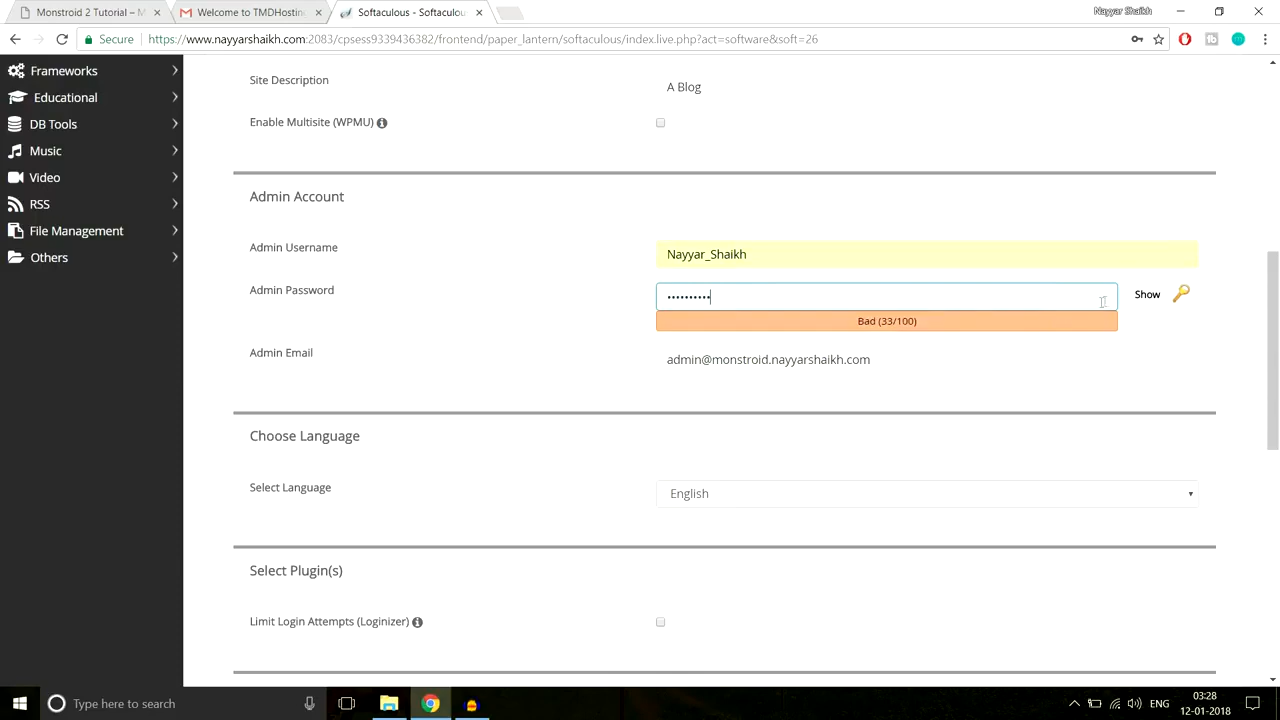 Monstroid 2 Tutorial – M
Welcome to TMDHosting
Softaculous - Softaculou
Nayyar Shaikh
Secure
https://www.nayyarshaikh.com:2083/cpsess9339436382/frontend/paper_lantern/softaculous/index.live.php?act=software&soft=26
Frameworks
Educational
DB Tools
Music
Video
RSS
File Management
Others
Site Description
A Blog
Enable Multisite (WPMU)
Admin Account
Admin Username
Nayyar_Shaikh
Admin Password
••••••••••
Show
Bad (33/100)
Admin Email
admin@monstroid.nayyarshaikh.com
Choose Language
Select Language
English
Select Plugin(s)
Limit Login Attempts (Loginizer)
Type here to search
ENG
03:28
12-01-2018